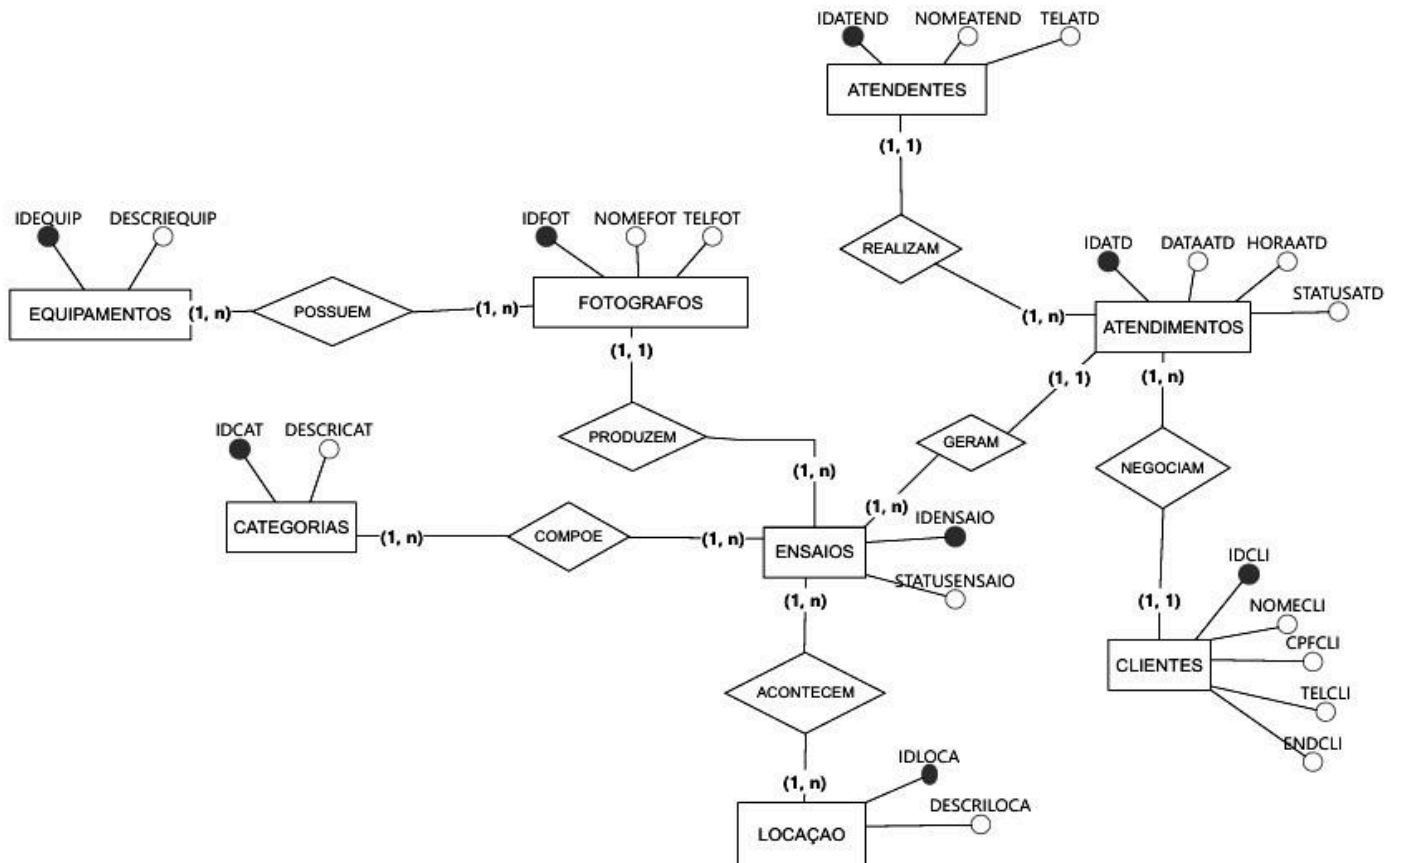 IDATEND NOMEATEND TELATD
ATENDENTES
(1, 1)
REALIZAM
IDEQUIP DESCRIEQUIP
EQUIPAMENTOS
(1, n)
POSSUEM
(1, n)
IDFOT NOMEFOT TELFOT
FOTOGRAFOS
(1, 1)
PRODUZEM
(1, n)
IDATD DATAATD HORAATD
STATUSATD
(1, n)
ATENDIMENTOS
(1, 1)
(1, n)
GERAM
(1, n)
NEGOCIAM
(1, 1)
IDCAT DESCRICAT
CATEGORIAS
(1, n)
COMPOE
(1, n)
ENSAIOS
IDENSAIO
STATUSENSAIO
(1, n)
ACONTECEM
(1, n)
IDCLI
NOMECLI
CPFCLI
CLIENTES
TELCLI
ENDCLI
IDLOCA
DESCRILOCA
LOCAÇAO